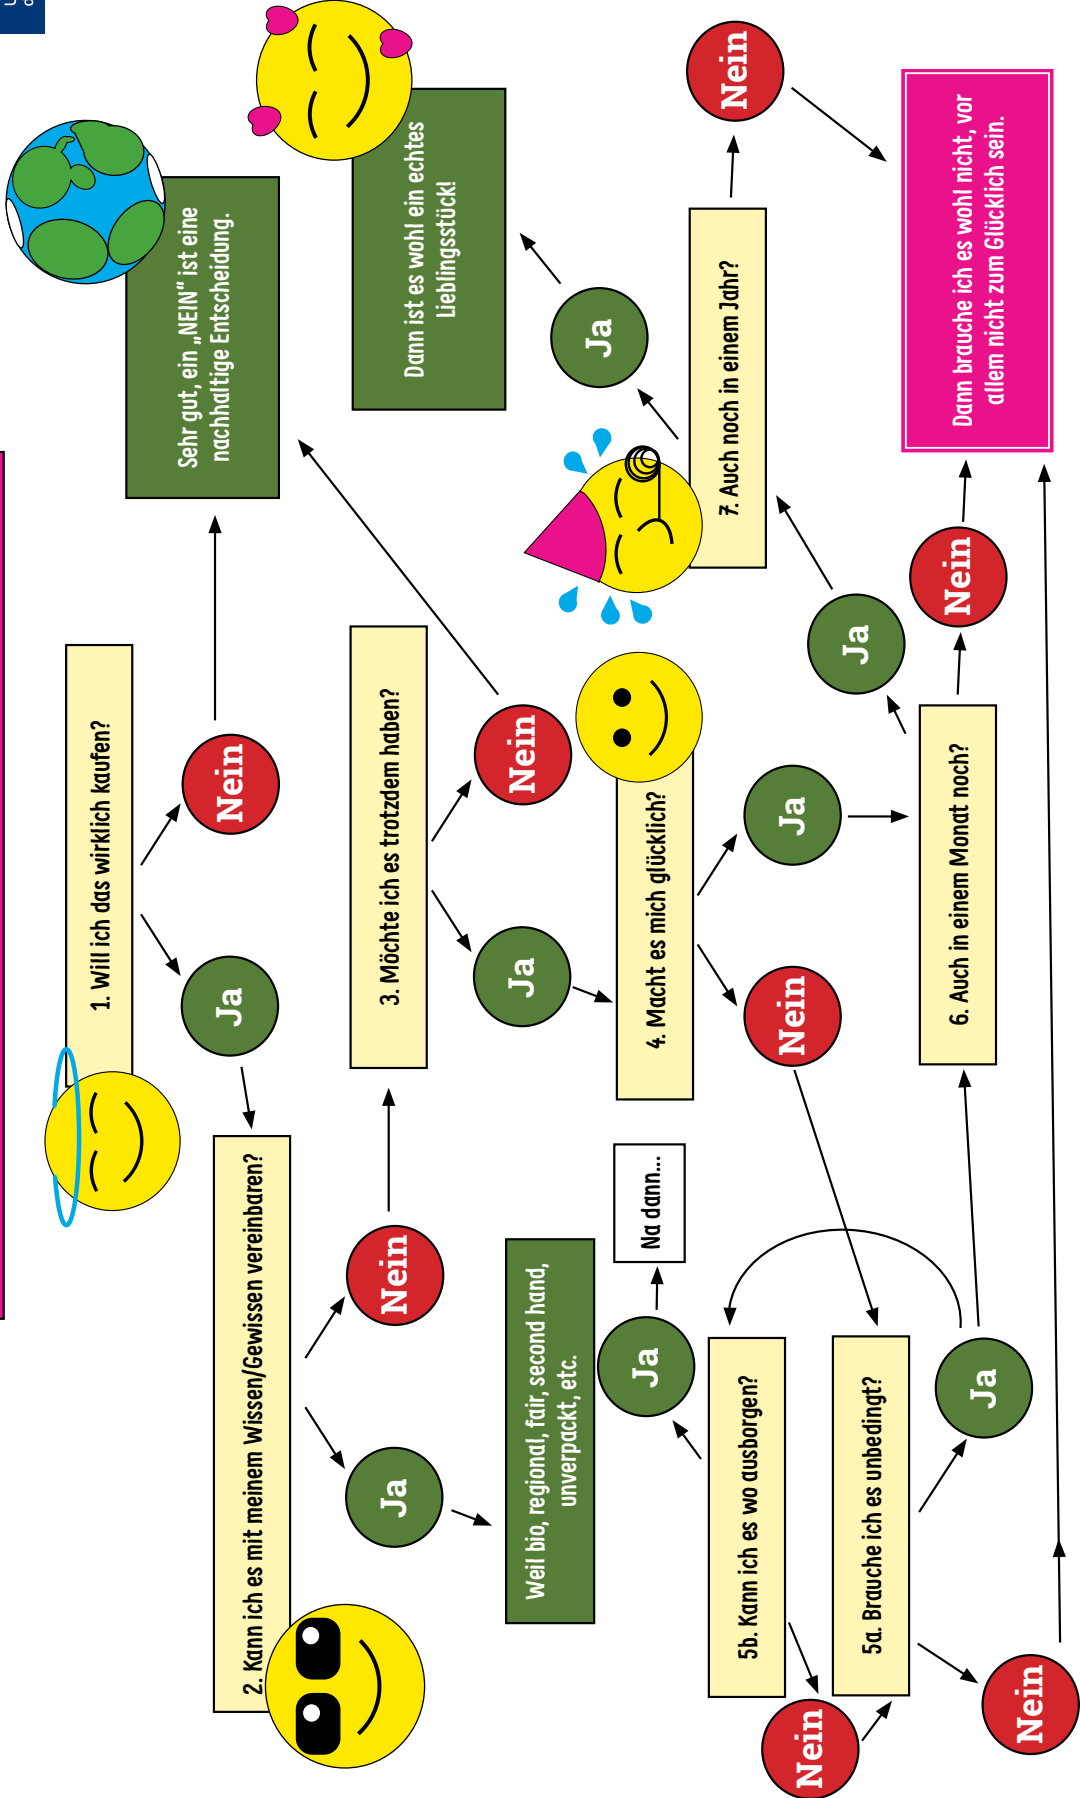 1. Will ich das wirklich kaufen?
Ja
Nein
Sehr gut, ein „NEIN“ ist eine
nachhaltige Entscheidung.
2. Kann ich es mit meinem Wissen/Gewissen vereinbaren?
Ja
Nein
Weil bio, regional, fair, second hand,
unverpackt, etc.
3. Möchte ich es trotzdem haben?
Ja
Nein
Dann ist es wohl ein echtes
Lieblingsstück!
4. Macht es mich glücklich?
Nein
Ja
Na dann...
Ja
5b. Kann ich es wo ausborgen?
Nein
5a. Brauche ich es unbedingt?
Nein
Ja
6. Auch in einem Monat noch?
Ja
Nein
7. Auch noch in einem Jahr?
Ja
Nein
Dann brauche ich es wohl nicht, vor
allem nicht zum Glücklich sein.